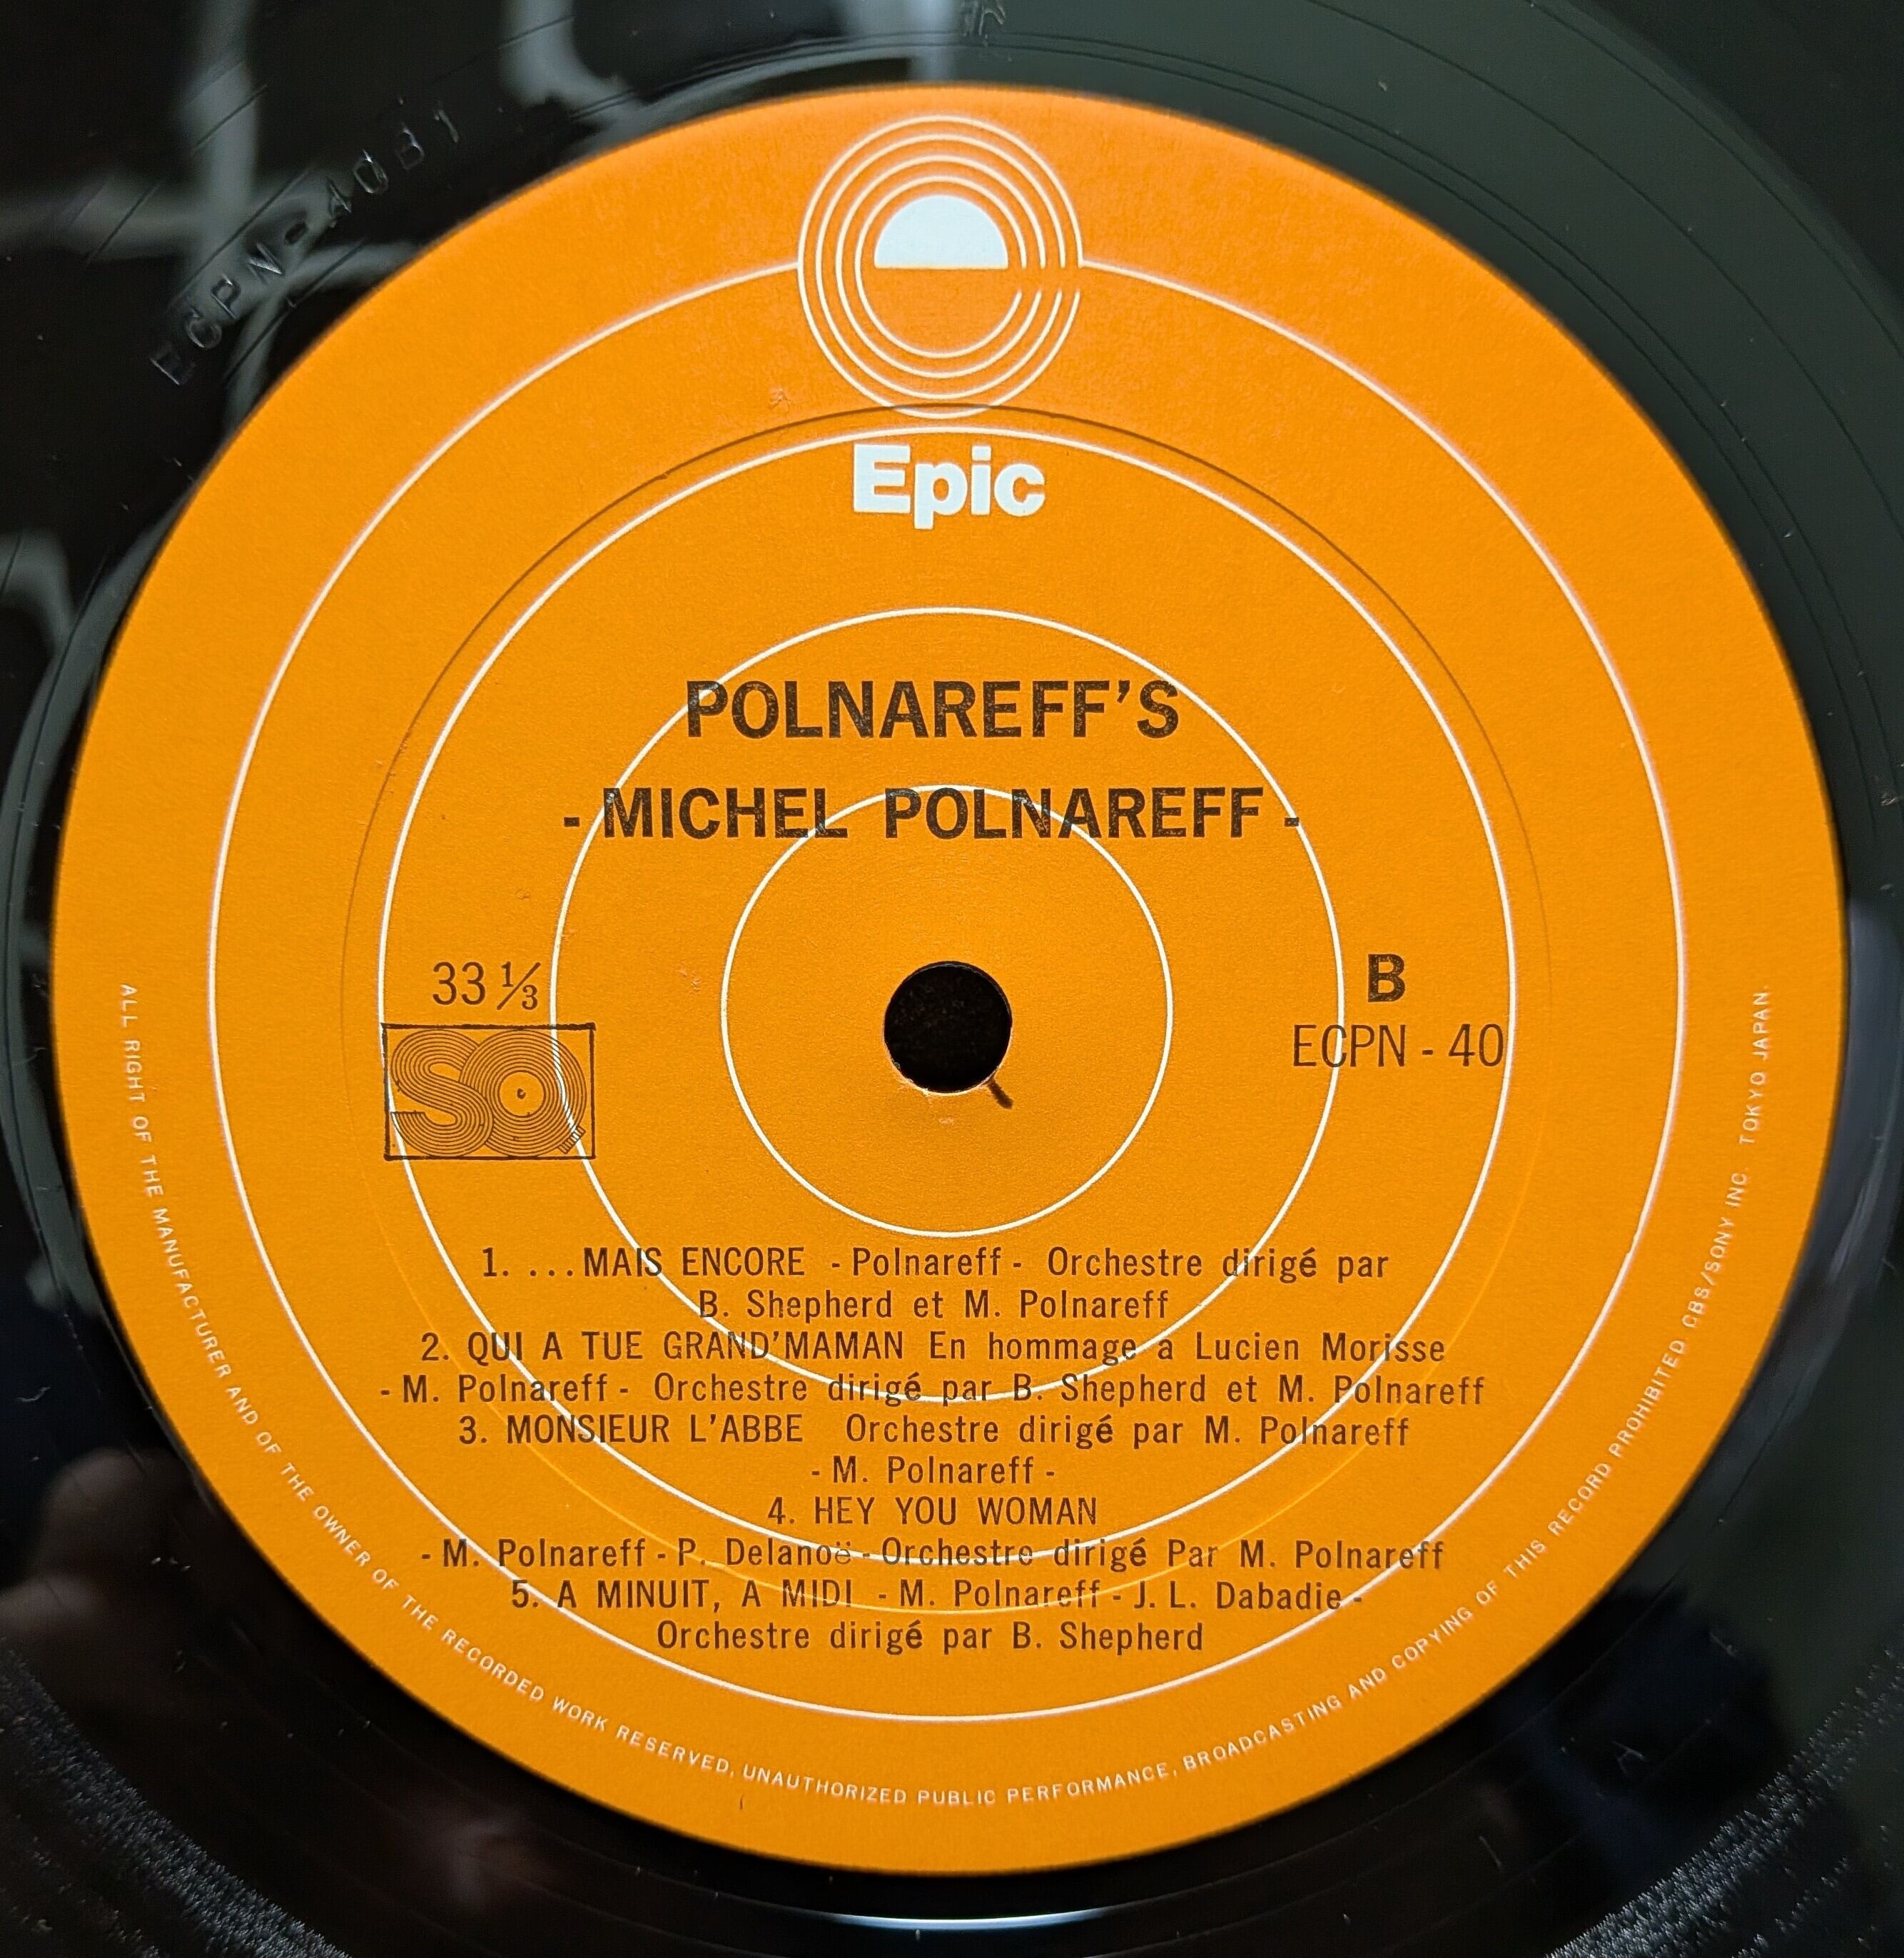 ECPN-40B1
Epic
POLNAREFF'S
- MICHEL POLNAREFF -
33 1/3
SQ
B
ECPN - 40
1. ...MAIS ENCORE - Polnareff - Orchestre dirigé par
B. Shepherd et M. Polnareff
2. QUI A TUE GRAND'MAMAN En hommage a Lucien Morisse
- M. Polnareff - Orchestre dirigé par B. Shepherd et M. Polnareff
3. MONSIEUR L'ABBE Orchestre dirigé par M. Polnareff
- M. Polnareff -
4. HEY YOU WOMAN
- M. Polnareff - P. Delanoë - Orchestre dirigé Par M. Polnareff
5. A MINUIT, A MIDI - M. Polnareff - J. L. Dabadie -
Orchestre dirigé par B. Shepherd
ALL RIGHT OF THE MANUFACTURER AND OF THE OWNER OF THE RECORDED WORK RESERVED, UNAUTHORIZED PUBLIC PERFORMANCE, BROADCASTING AND COPYING OF THIS RECORD PROHIBITED CBS/SONY INC. TOKYO JAPAN.